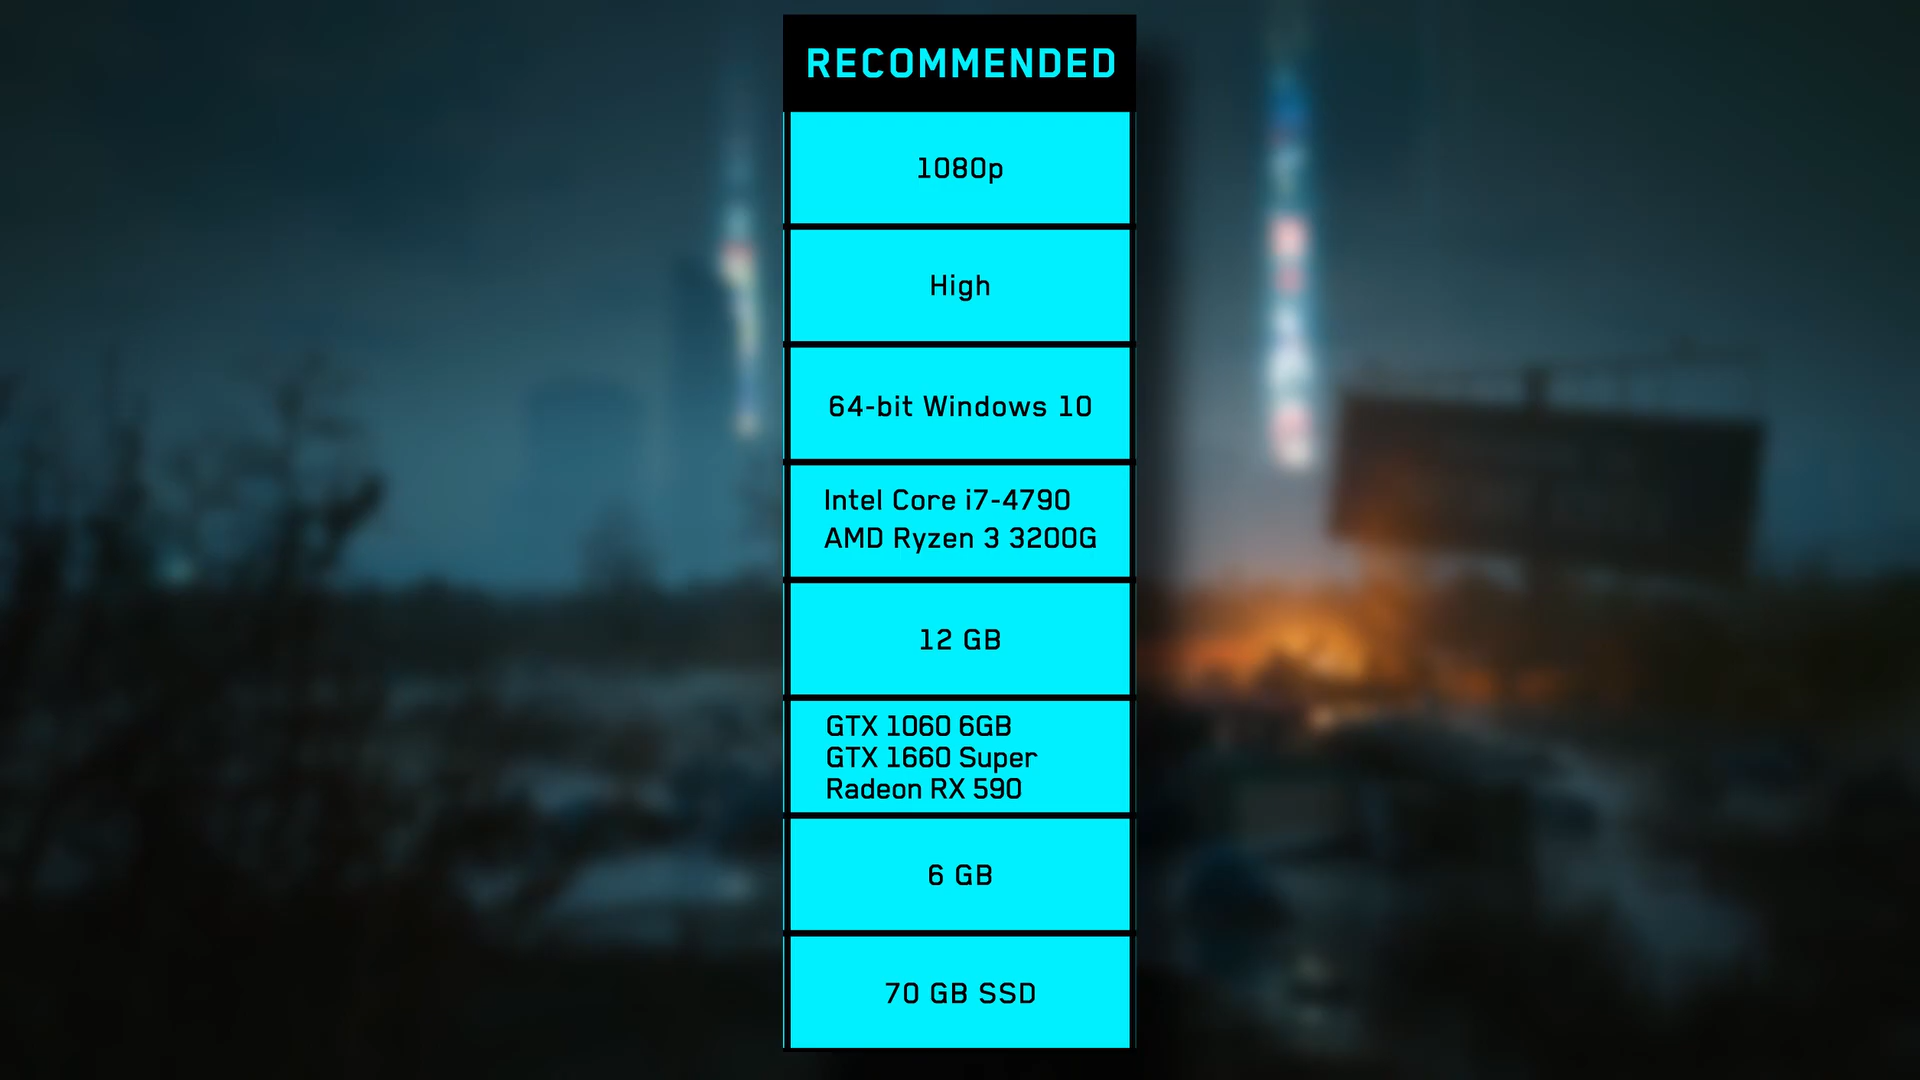 RECOMMENDED
1080p
High
64-bit Windows 10
Intel Core i7-4790
AMD Ryzen 3 3200G
12 GB
GTX 1060 6GB
GTX 1660 Super
Radeon RX 590
6 GB
70 GB SSD